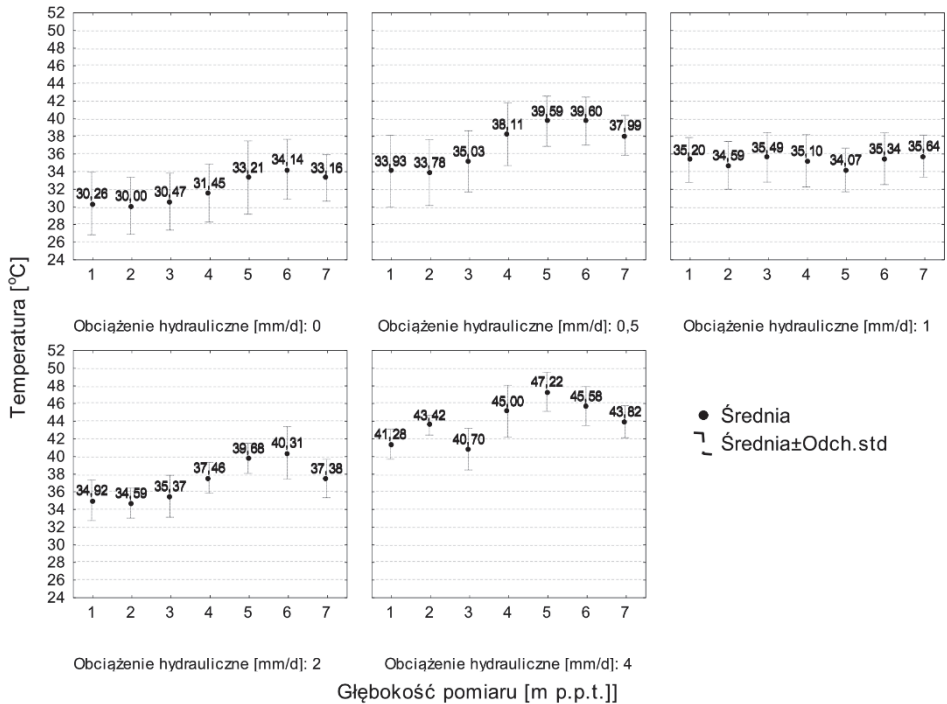 52
50
48
46
44
42
40
38
36
34
32
30
28
26
24
30,26 30,00 30,47 31,45 33,21 34,14 33,16
1 2 3 4 5 6 7
Obciążenie hydrauliczne [mm/d]: 0
33,93 33,78 35,03 38,11 39,59 39,60 37,99
1 2 3 4 5 6 7
Obciążenie hydrauliczne [mm/d]: 0,5
35,20 34,59 35,49 35,10 34,07 35,34 35,64
1 2 3 4 5 6 7
Obciążenie hydrauliczne [mm/d]: 1
Temperatura [°C]
52
50
48
46
44
42
40
38
36
34
32
30
28
26
24
34,92 34,59 35,37 37,46 39,68 40,31 37,38
1 2 3 4 5 6 7
Obciążenie hydrauliczne [mm/d]: 2
41,28 43,42 40,70 45,00 47,22 45,58 43,82
1 2 3 4 5 6 7
Obciążenie hydrauliczne [mm/d]: 4
Średnia
Średnia±Odch.std
Głębokość pomiaru [m p.p.t.]]